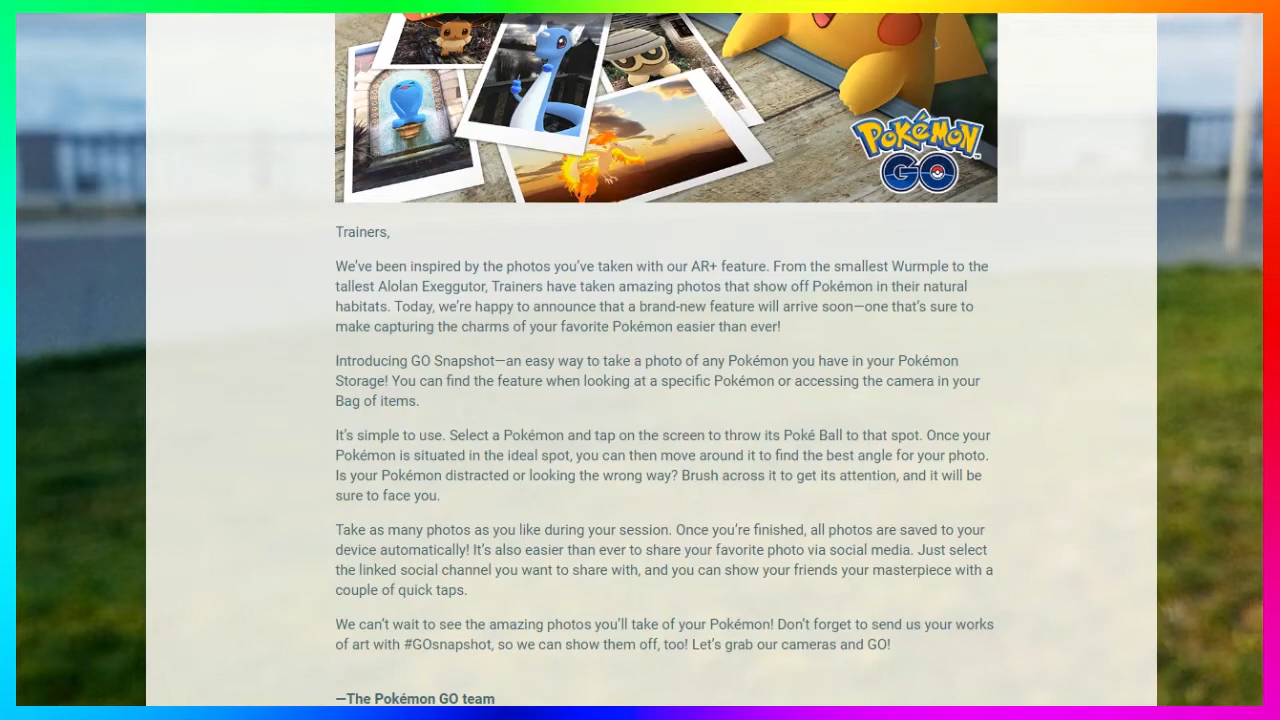 POKÉMON
GO
Trainers,
We’ve been inspired by the photos you’ve taken with our AR+ feature. From the smallest Wurmple to the
tallest Alolan Exeggutor, Trainers have taken amazing photos that show off Pokémon in their natural
habitats. Today, we’re happy to announce that a brand-new feature will arrive soon—one that’s sure to
make capturing the charms of your favorite Pokémon easier than ever!
Introducing GO Snapshot—an easy way to take a photo of any Pokémon you have in your Pokémon
Storage! You can find the feature when looking at a specific Pokémon or accessing the camera in your
Bag of items.
It’s simple to use. Select a Pokémon and tap on the screen to throw its Poké Ball to that spot. Once your
Pokémon is situated in the ideal spot, you can then move around it to find the best angle for your photo.
Is your Pokémon distracted or looking the wrong way? Brush across it to get its attention, and it will be
sure to face you.
Take as many photos as you like during your session. Once you’re finished, all photos are saved to your
device automatically! It’s also easier than ever to share your favorite photo via social media. Just select
the linked social channel you want to share with, and you can show your friends your masterpiece with a
couple of quick taps.
We can’t wait to see the amazing photos you’ll take of your Pokémon! Don’t forget to send us your works
of art with #GOsnapshot, so we can show them off, too! Let’s grab our cameras and GO!
—The Pokémon GO team